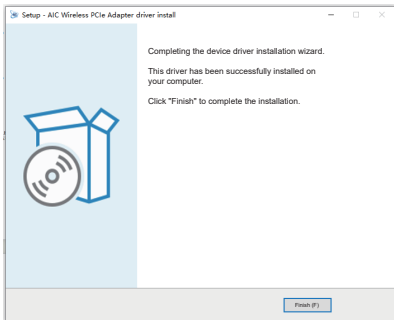 Setup - AIC Wireless PCIe Adapter driver install
Completing the device driver installation wizard.
This driver has been successfully installed on
your computer.
Click "Finish" to complete the installation.
Finish (F)